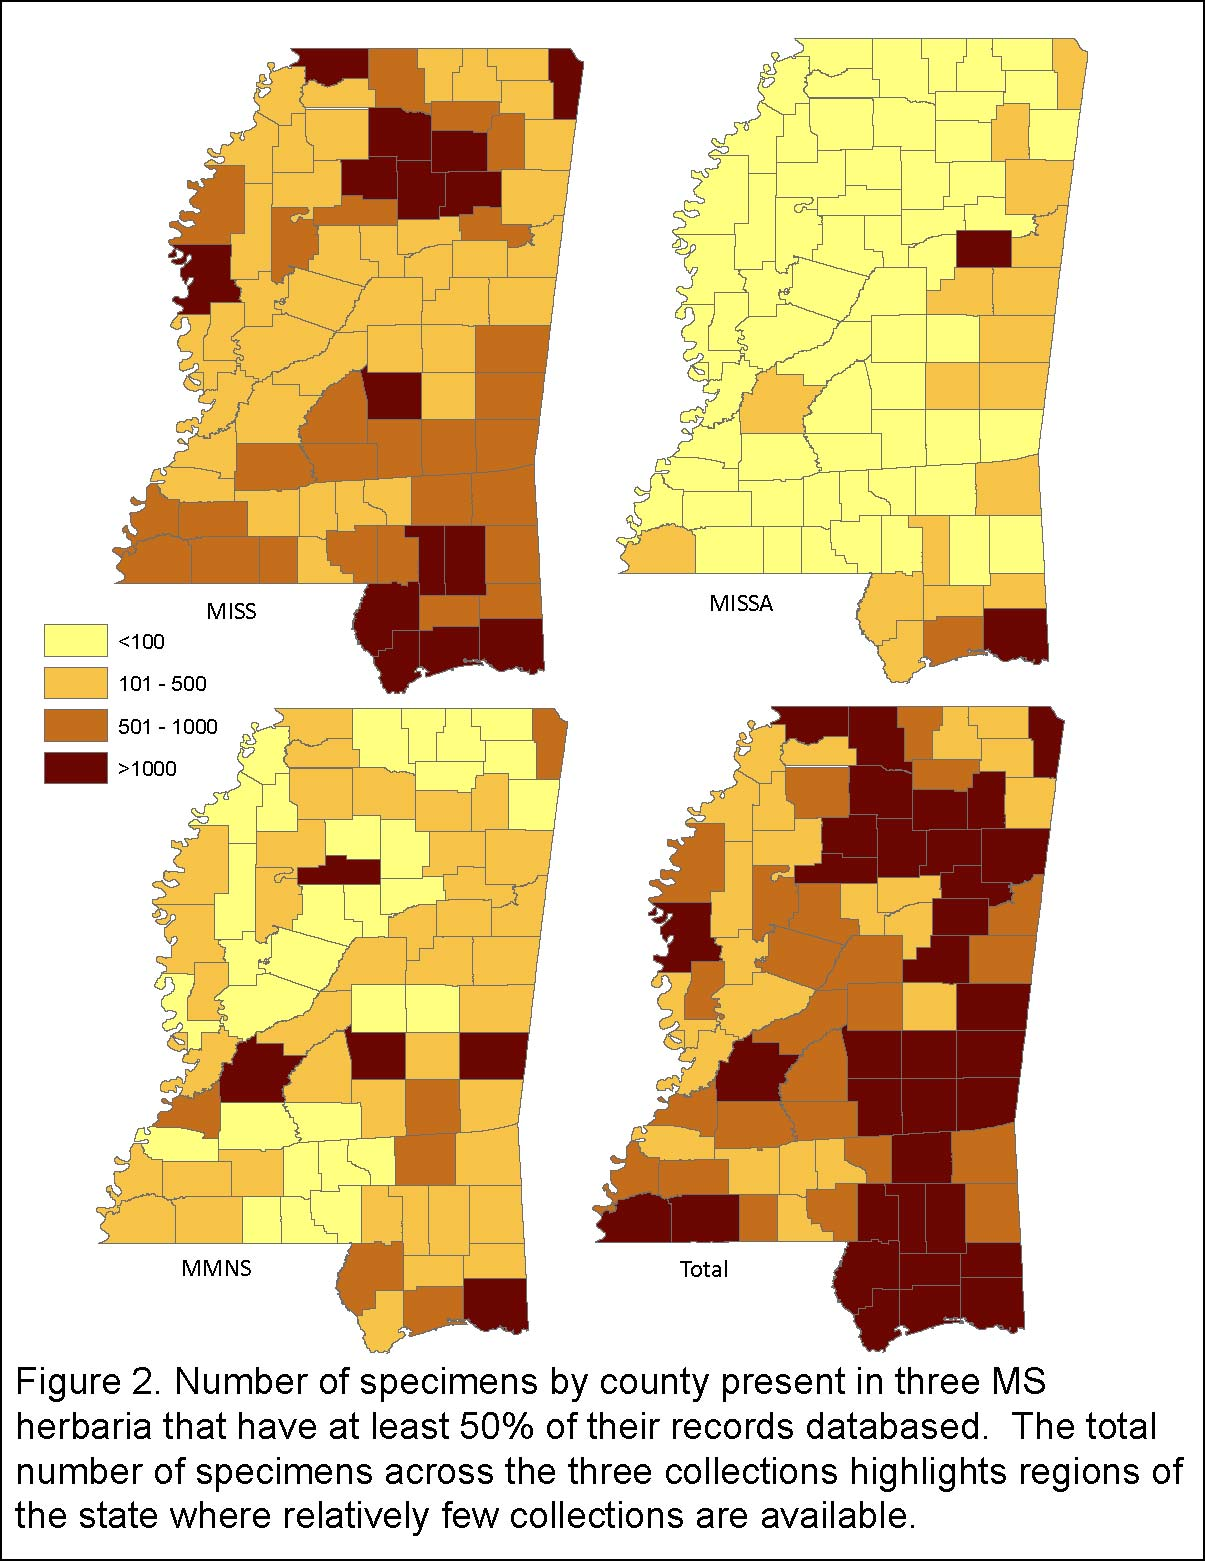 MISS
MISSA
<100
101 - 500
501 - 1000
>1000
MMNS
Total
Figure 2. Number of specimens by county present in three MS
herbaria that have at least 50% of their records databased.  The total
number of specimens across the three collections highlights regions of
the state where relatively few collections are available.